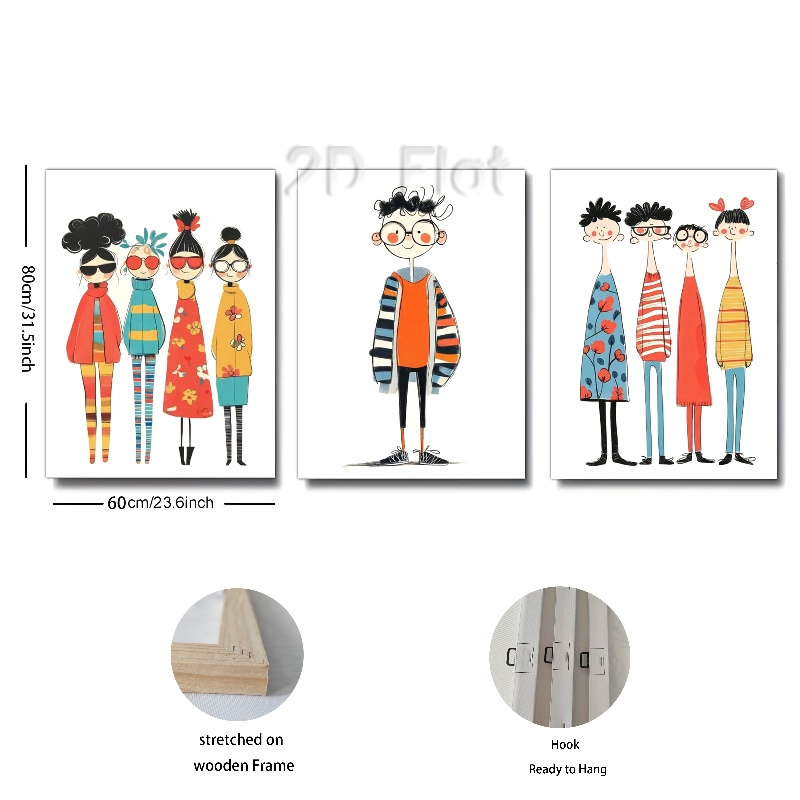 2D Flat
80cm/31.5inch
60cm/23.6inch
stretched on
wooden Frame
Hook
Ready to Hang